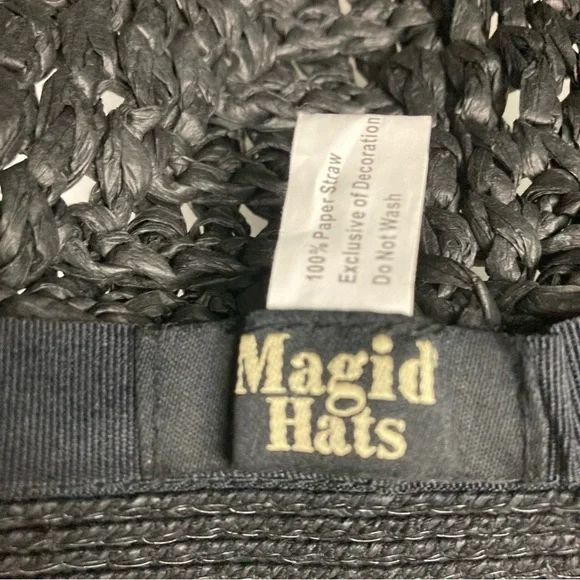 100% Paper Straw
Exclusive of Decoration
Do Not Wash
Magid
Hats